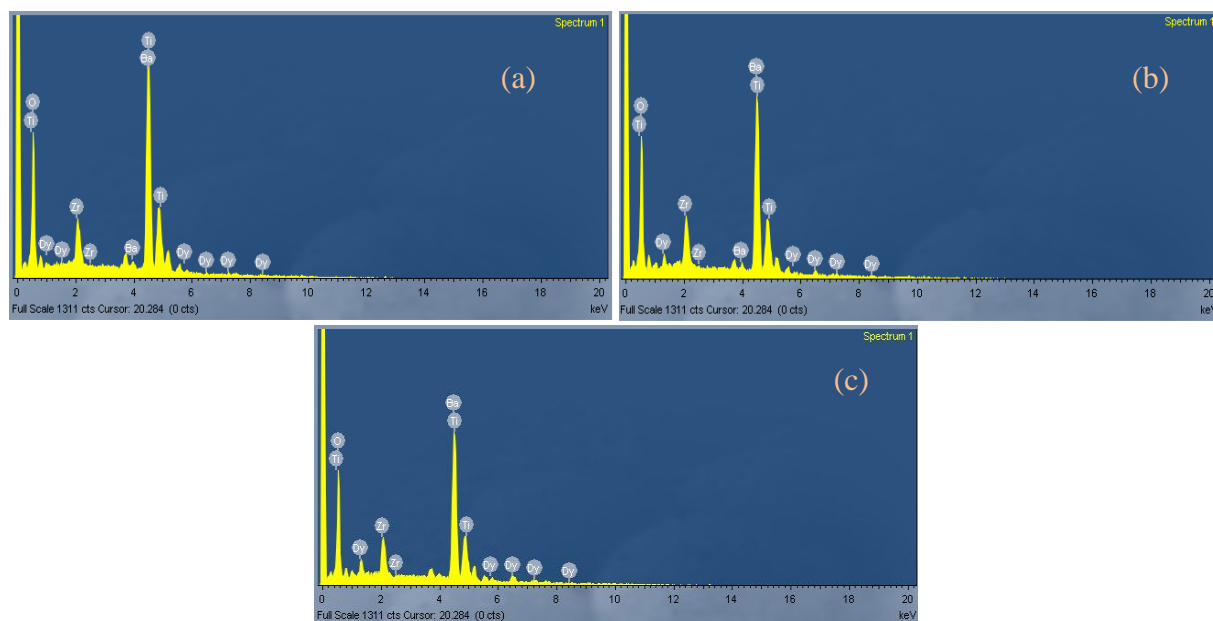 Spectrum 1
(a)
Ti
Ba
O
Ti
Ti
Zr
Dy
Dy
Zr
Ba
Dy
Dy
Dy
Dy
0 2 4 6 8 10 12 14 16 18 20
Full Scale 1311 cts Cursor: 20.284 (0 cts) keV
Spectrum 1
(b)
Ba
Ti
O
Ti
Ti
Zr
Dy
Zr
Ba
Dy
Dy
Dy
Dy
0 2 4 6 8 10 12 14 16 18 20
Full Scale 1311 cts Cursor: 20.284 (0 cts) keV
Spectrum 1
(c)
Ba
Ti
O
Ti
Zr
Ti
Dy
Zr
Dy
Dy
Dy
Dy
0 2 4 6 8 10 12 14 16 18 20
Full Scale 1311 cts Cursor: 20.284 (0 cts) keV